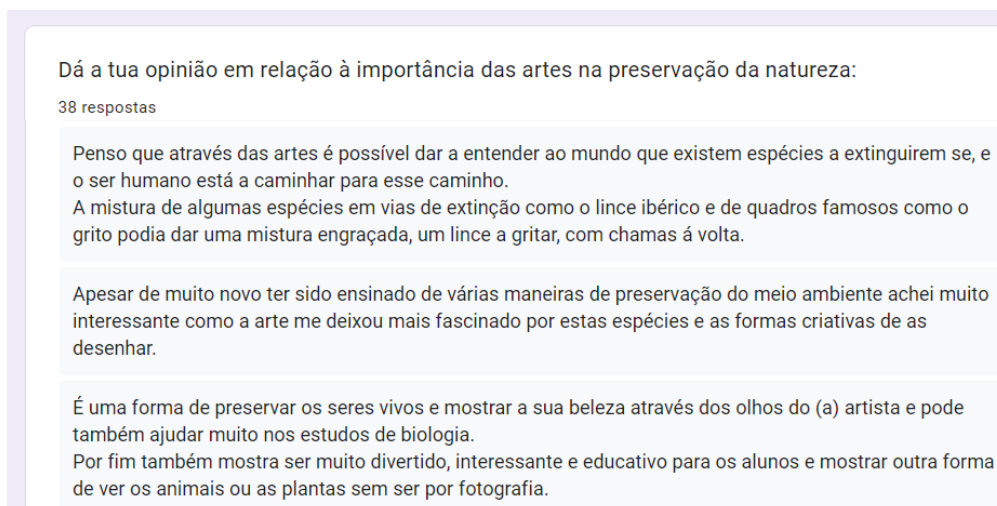 Dá a tua opinião em relação à importância das artes na preservação da natureza:
38 respostas
Penso que através das artes é possível dar a entender ao mundo que existem espécies a extinguirem se, e
o ser humano está a caminhar para esse caminho.
A mistura de algumas espécies em vias de extinção como o lince ibérico e de quadros famosos como o
grito podia dar uma mistura engraçada, um lince a gritar, com chamas á volta.
Apesar de muito novo ter sido ensinado de várias maneiras de preservação do meio ambiente achei muito
interessante como a arte me deixou mais fascinado por estas espécies e as formas criativas de as
desenhar.
É uma forma de preservar os seres vivos e mostrar a sua beleza através dos olhos do (a) artista e pode
também ajudar muito nos estudos de biologia.
Por fim também mostra ser muito divertido, interessante e educativo para os alunos e mostrar outra forma
de ver os animais ou as plantas sem ser por fotografia.